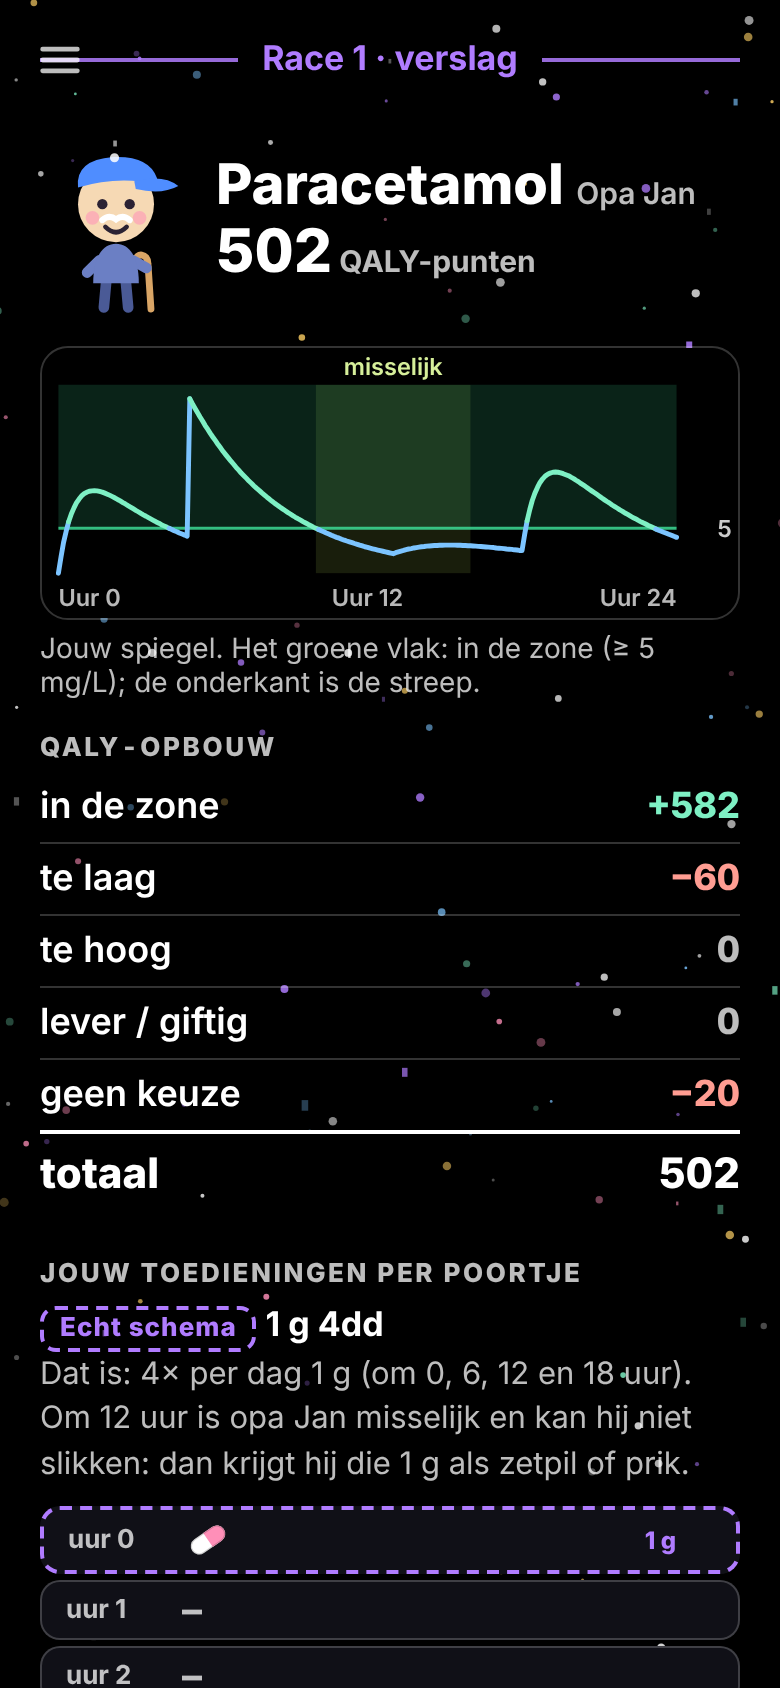 Race 1 · verslag
Paracetamol Opa Jan
502 QALY-punten
misselijk
5
Uur 0 Uur 12 Uur 24
Jouw spiegel. Het groene vlak: in de zone (≥ 5
mg/L); de onderkant is de streep.
QALY-OPBOUW
in de zone +582
te laag −60
te hoog 0
lever / giftig 0
geen keuze −20
totaal 502
JOUW TOEDIENINGEN PER POORTJE
Echt schema 1 g 4dd
Dat is: 4× per dag 1 g (om 0, 6, 12 en 18 uur).
Om 12 uur is opa Jan misselijk en kan hij niet
slikken: dan krijgt hij die 1 g als zetpil of prik.
uur 0 1 g
uur 1 –
uur 2 –